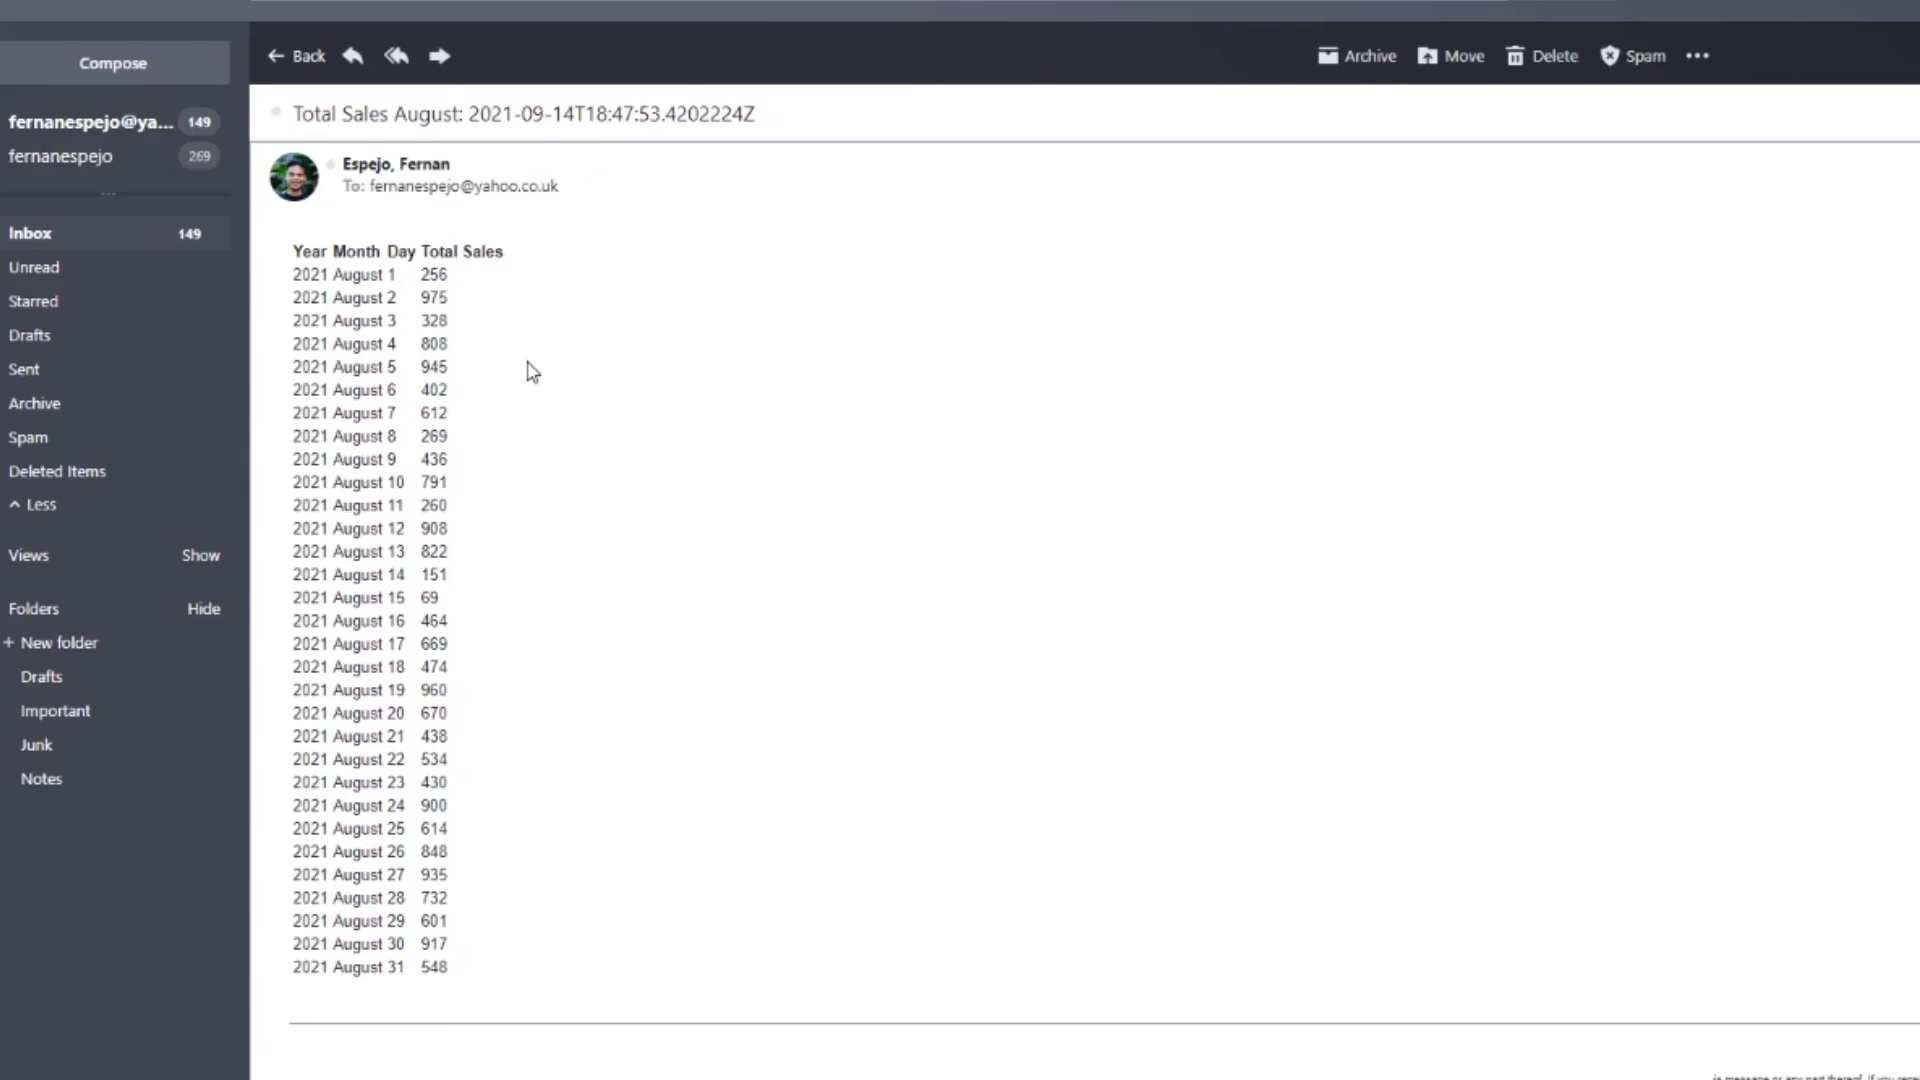 Compose
fernanespejo@ya... 149
fernanespejo 269
...
Inbox 149
Unread
Starred
Drafts
Sent
Archive
Spam
Deleted Items
Less
Views Show
Folders Hide
+ New folder
Drafts
Important
Junk
Notes
Back
Archive Move Delete Spam ...
Total Sales August: 2021-09-14T18:47:53.4202224Z
Espejo, Fernan
To: fernanespejo@yahoo.co.uk
Year Month Day Total Sales
2021 August 1 256
2021 August 2 975
2021 August 3 328
2021 August 4 808
2021 August 5 945
2021 August 6 402
2021 August 7 612
2021 August 8 269
2021 August 9 436
2021 August 10 791
2021 August 11 260
2021 August 12 908
2021 August 13 822
2021 August 14 151
2021 August 15 69
2021 August 16 464
2021 August 17 669
2021 August 18 474
2021 August 19 960
2021 August 20 670
2021 August 21 438
2021 August 22 534
2021 August 23 430
2021 August 24 900
2021 August 25 614
2021 August 26 848
2021 August 27 935
2021 August 28 732
2021 August 29 601
2021 August 30 917
2021 August 31 548